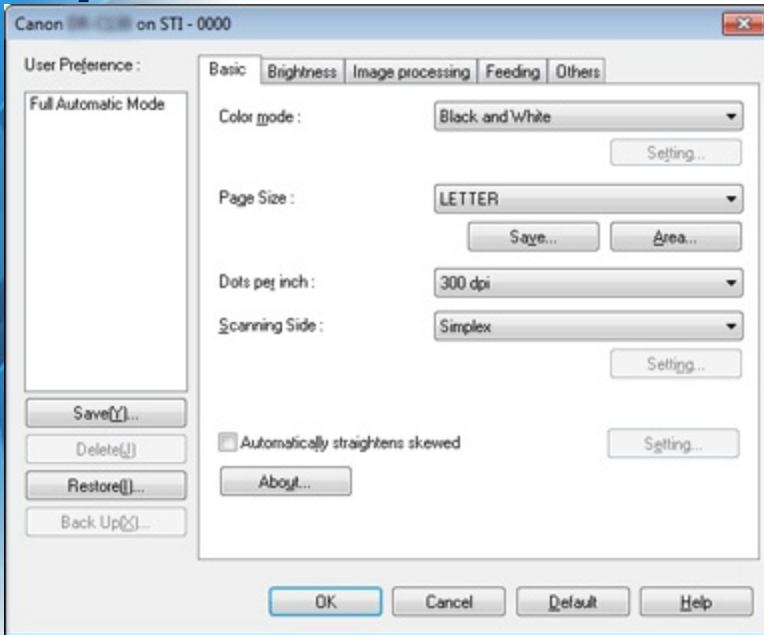 Canon on STI - 0000
User Preference :
Full Automatic Mode
Save(Y)...
Delete(J)
Restore(I)...
Back Up(X)...
Basic Brightness Image processing Feeding Others
Color mode : Black and White
Setting...
Page Size : LETTER
Save... Area...
Dots per inch : 300 dpi
Scanning Side : Simplex
Setting...
Automatically straightens skewed Setting...
About...
OK Cancel Default Help